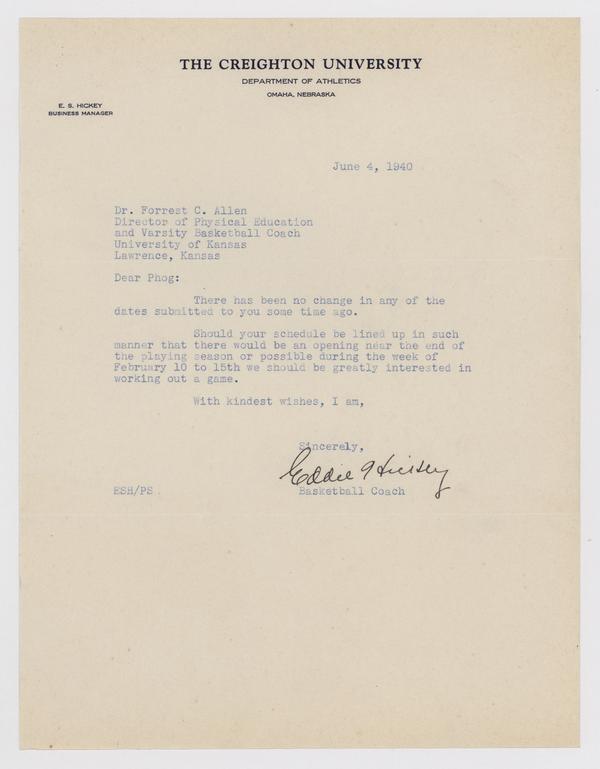 THE CREIGHTON UNIVERSITY
DEPARTMENT OF ATHLETICS
OMAHA, NEBRASKA
E. S. HICKEY
BUSINESS MANAGER
June 4, 1940
Dr. Forrest C. Allen
Director of Physical Education
and Varsity Basketball Coach
University of Kansas
Lawrence, Kansas
Dear Phog:
There has been no change in any of the
dates submitted to you some time ago.
Should your schedule be lined up in such
manner that there would be an opening near the end of
the playing season or possible during the week of
February 10 to 15th we should be greatly interested in
working out a game.
With kindest wishes, I am,
Sincerely,
Eddie Hickey
ESH/PS
Basketball Coach